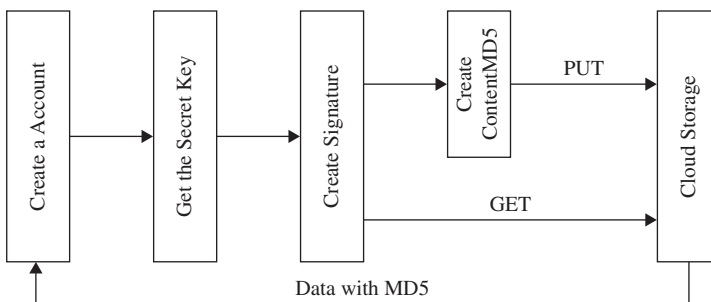 Create a Account
Get the Secret Key
Create Signature
Create
ContentMD5
PUT
GET
Cloud Storage
Data with MD5